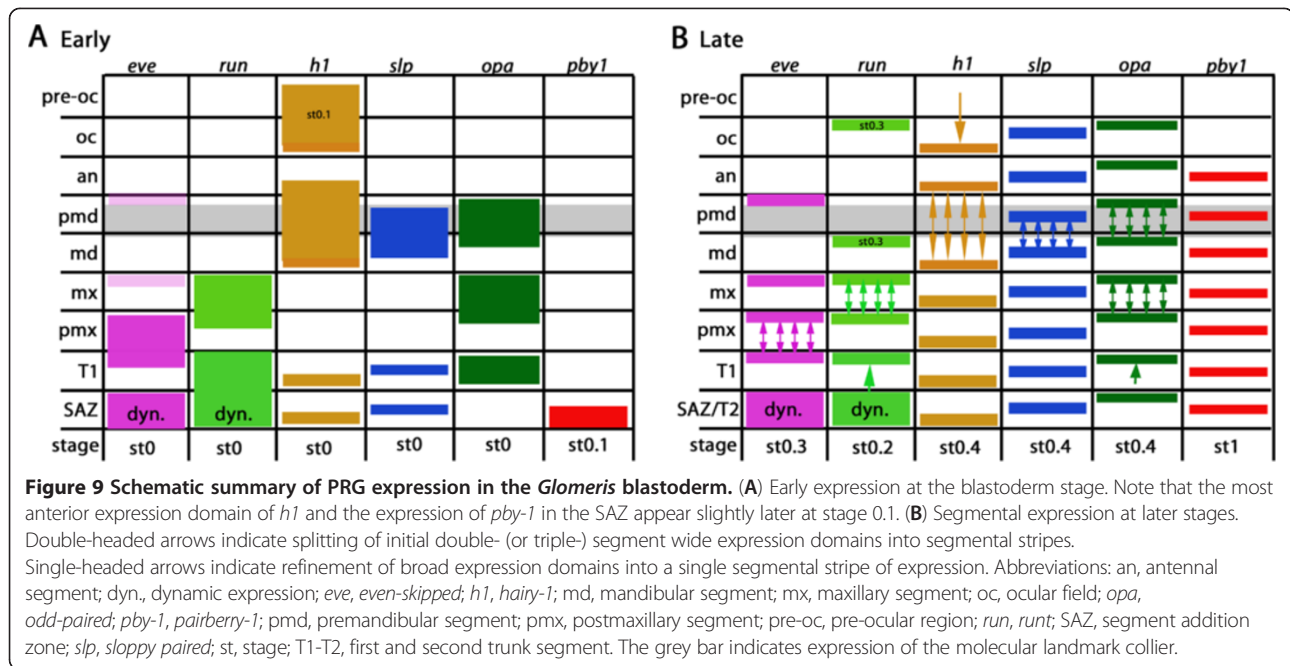 A Early
eve run h1 slp opa pby1
pre-oc
st0.1
oc
an
pmd
md
mx
pmx
T1
SAZ dyn. dyn.
stage st0 st0 st0 st0 st0 st0.1
B Late
eve run h1 slp opa pby1
pre-oc
oc st0.3
an
pmd
md st0.3
mx
pmx
T1
SAZ/T2 dyn. dyn.
stage st0.3 st0.2 st0.4 st0.4 st0.4 st1
Figure 9 Schematic summary of PRG expression in the Glomeris blastoderm. (A) Early expression at the blastoderm stage. Note that the most
anterior expression domain of h1 and the expression of pby-1 in the SAZ appear slightly later at stage 0.1. (B) Segmental expression at later stages.
Double-headed arrows indicate splitting of initial double- (or triple-) segment wide expression domains into segmental stripes.
Single-headed arrows indicate refinement of broad expression domains into a single segmental stripe of expression. Abbreviations: an, antennal
segment; dyn., dynamic expression; eve, even-skipped; h1, hairy-1; md, mandibular segment; mx, maxillary segment; oc, ocular field; opa,
odd-paired; pby-1, pairberry-1; pmd, premandibular segment; pmx, postmaxillary segment; pre-oc, pre-ocular region; run, runt; SAZ, segment addition
zone; slp, sloppy paired; st, stage; T1-T2, first and second trunk segment. The grey bar indicates expression of the molecular landmark collier.